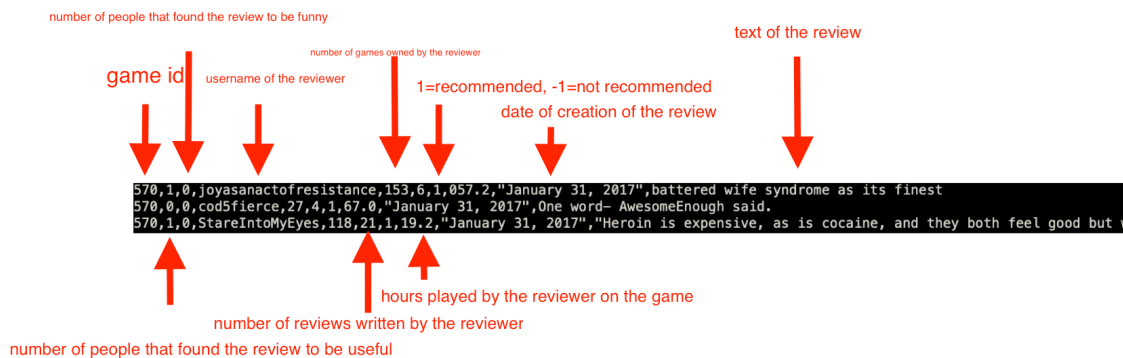 number of people that found the review to be funny
text of the review
number of games owned by the reviewer
game id
username of the reviewer
1=recommended, -1=not recommended
date of creation of the review
570,1,0,joyasanactofresistance,153,6,1,057.2,"January 31, 2017",battered wife syndrome as its finest
570,0,0,cod5fierce,27,4,1,67.0,"January 31, 2017",One word– AwesomeEnough said.
570,1,0,StareIntoMyEyes,118,21,1,19.2,"January 31, 2017","Heroin is expensive, as is cocaine, and they both feel good but
hours played by the reviewer on the game
number of reviews written by the reviewer
number of people that found the review to be useful